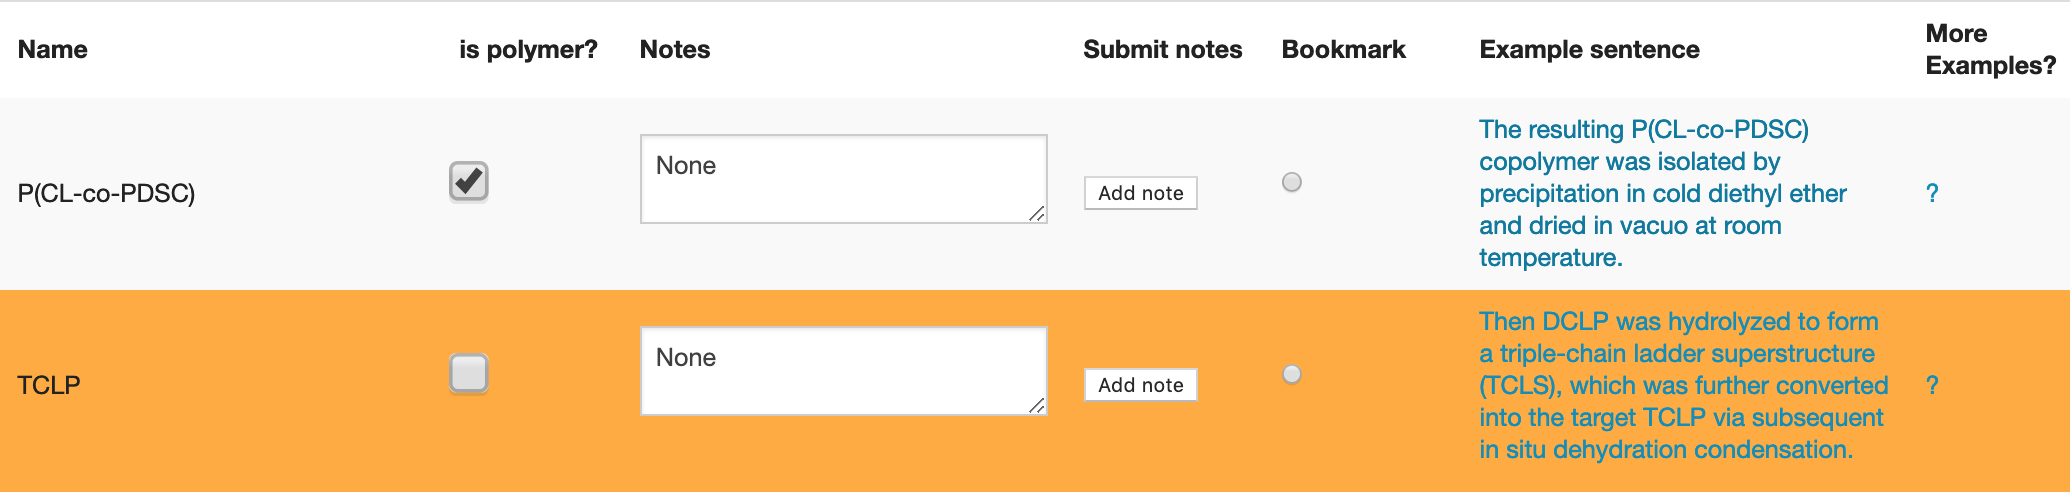 Name is polymer? Notes Submit notes Bookmark Example sentence More Examples?
P(CL-co-PDSC)
None
Add note
The resulting P(CL-co-PDSC)
copolymer was isolated by
precipitation in cold diethyl ether
and dried in vacuo at room
temperature.
?
TCLP
None
Add note
Then DCLP was hydrolyzed to form
a triple-chain ladder superstructure
(TCLS), which was further converted
into the target TCLP via subsequent
in situ dehydration condensation.
?